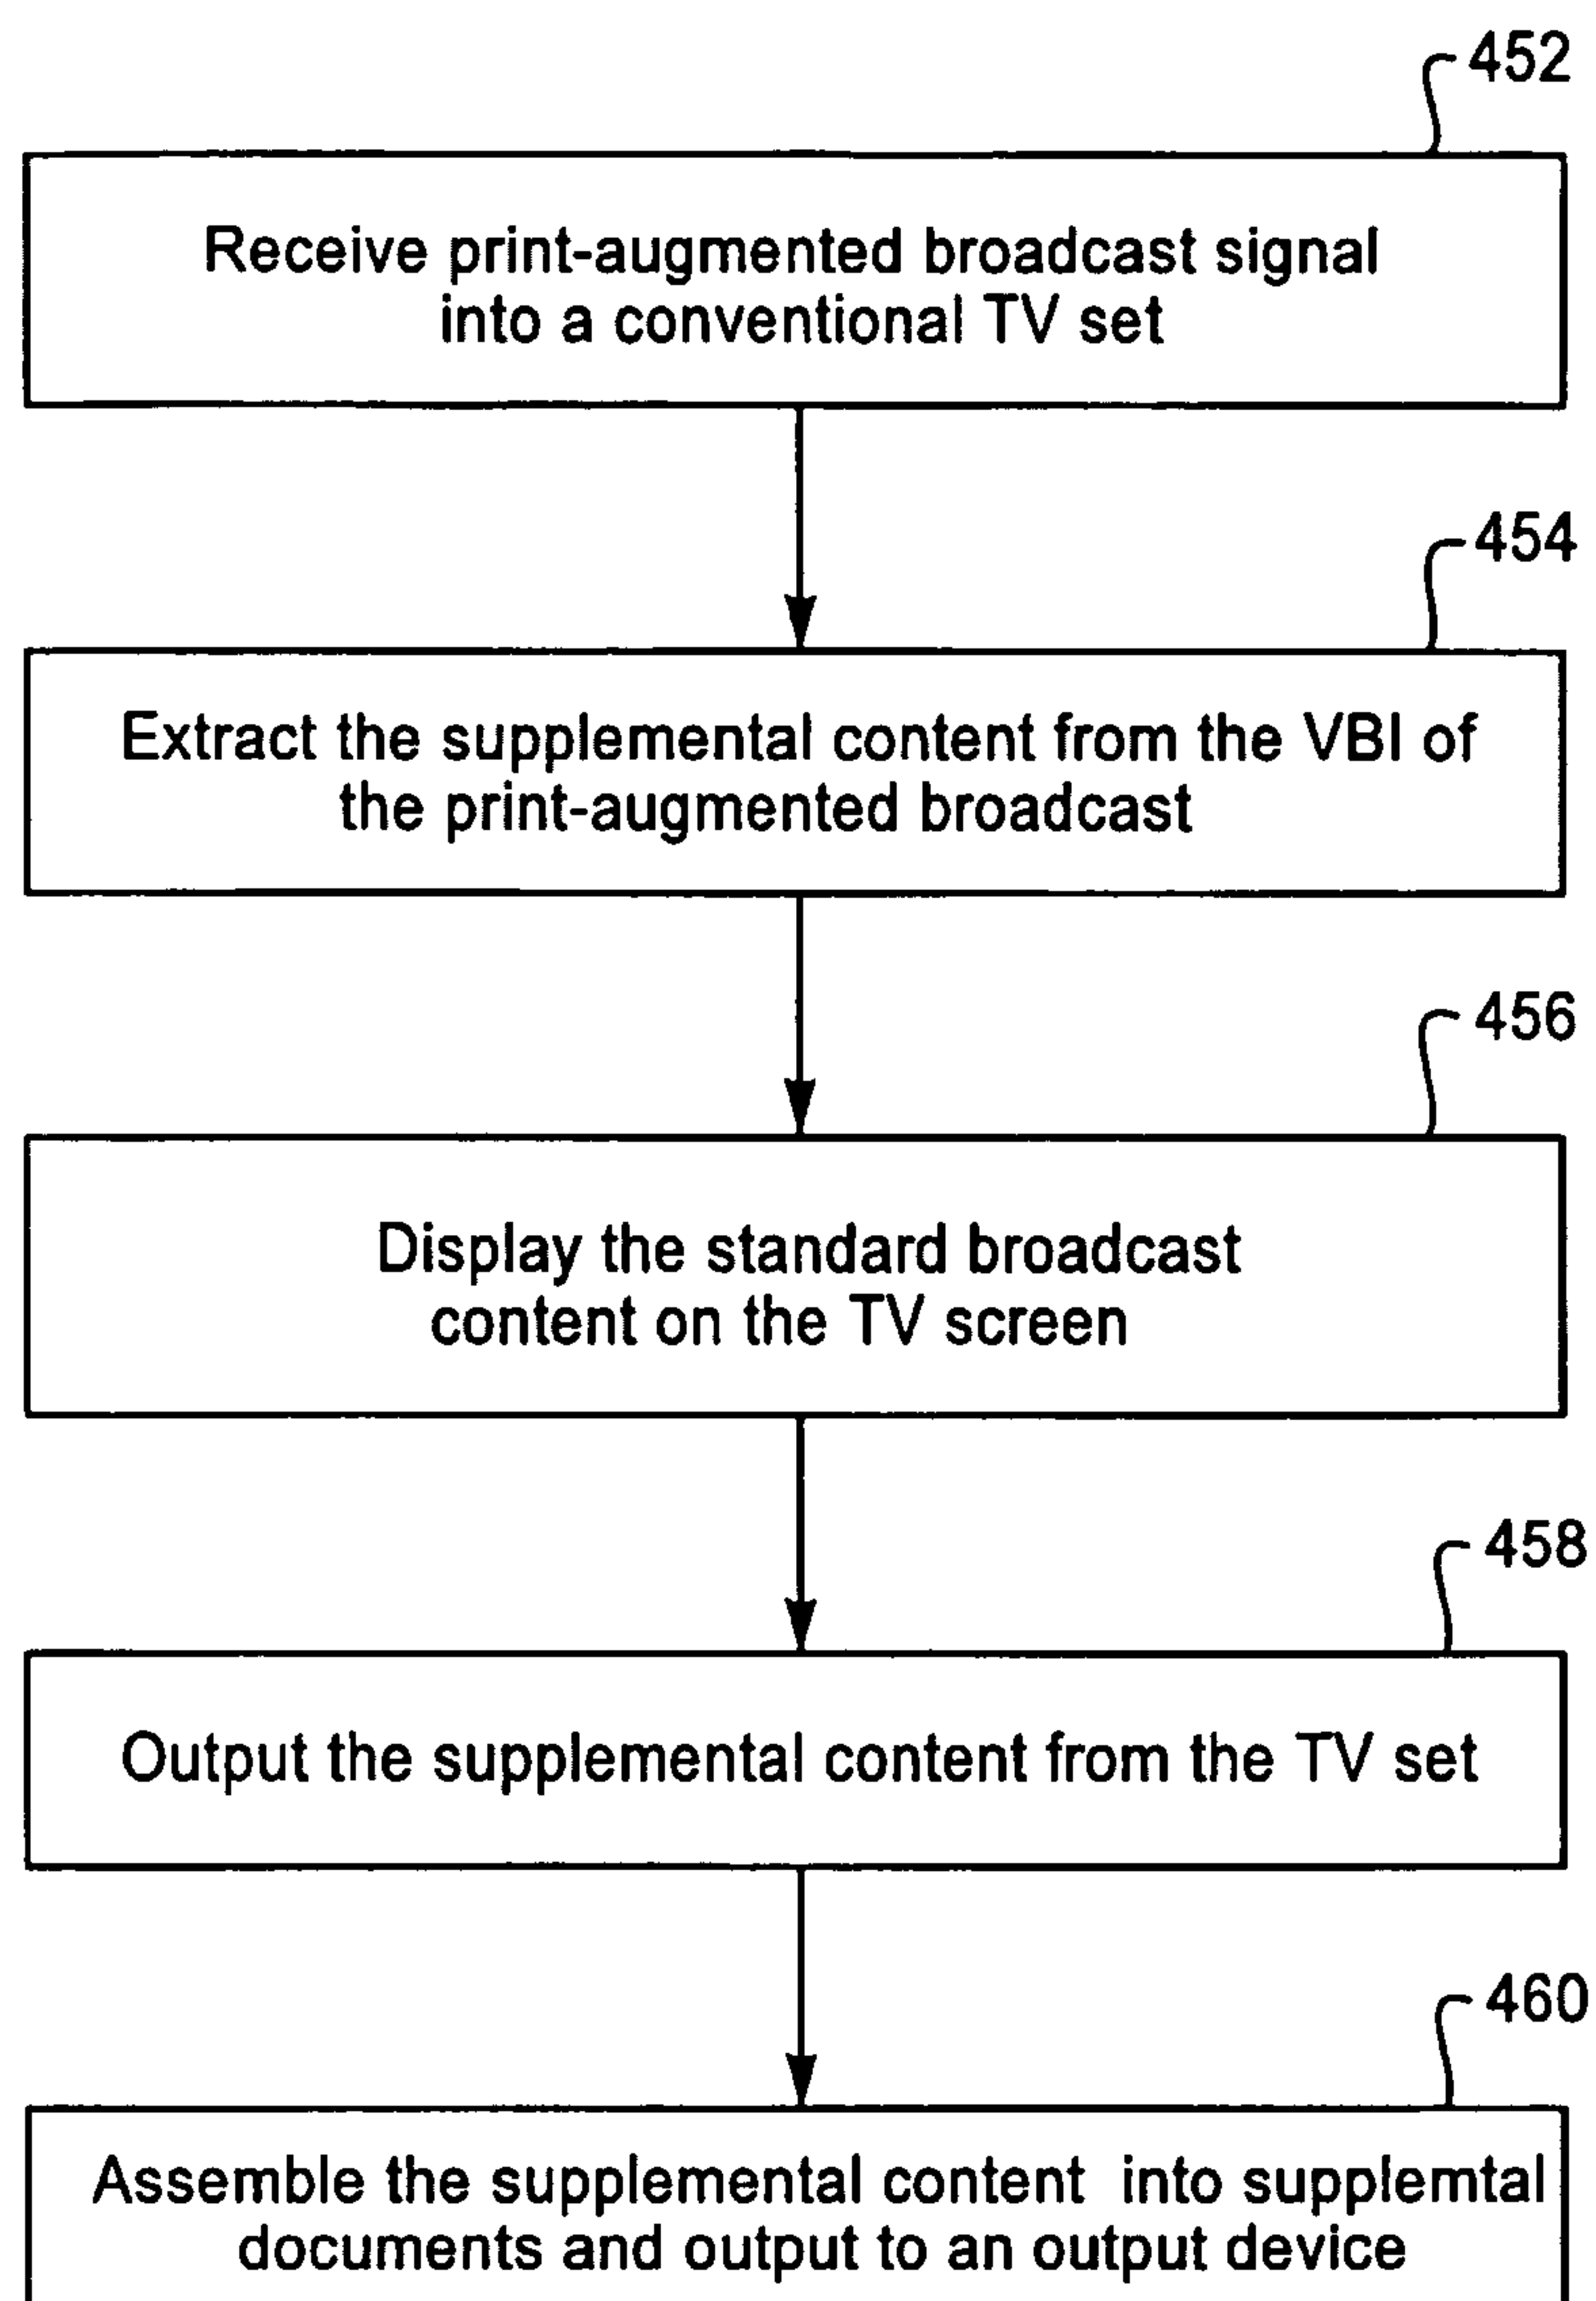 452
Receive print-augmented broadcast signal
into a conventional TV set
454
Extract the supplemental content from the VBI of
the print-augmented broadcast
456
Display the standard broadcast
content on the TV screen
458
Output the supplemental content from the TV set
460
Assemble the supplemental content into supplemtal
documents and output to an output device